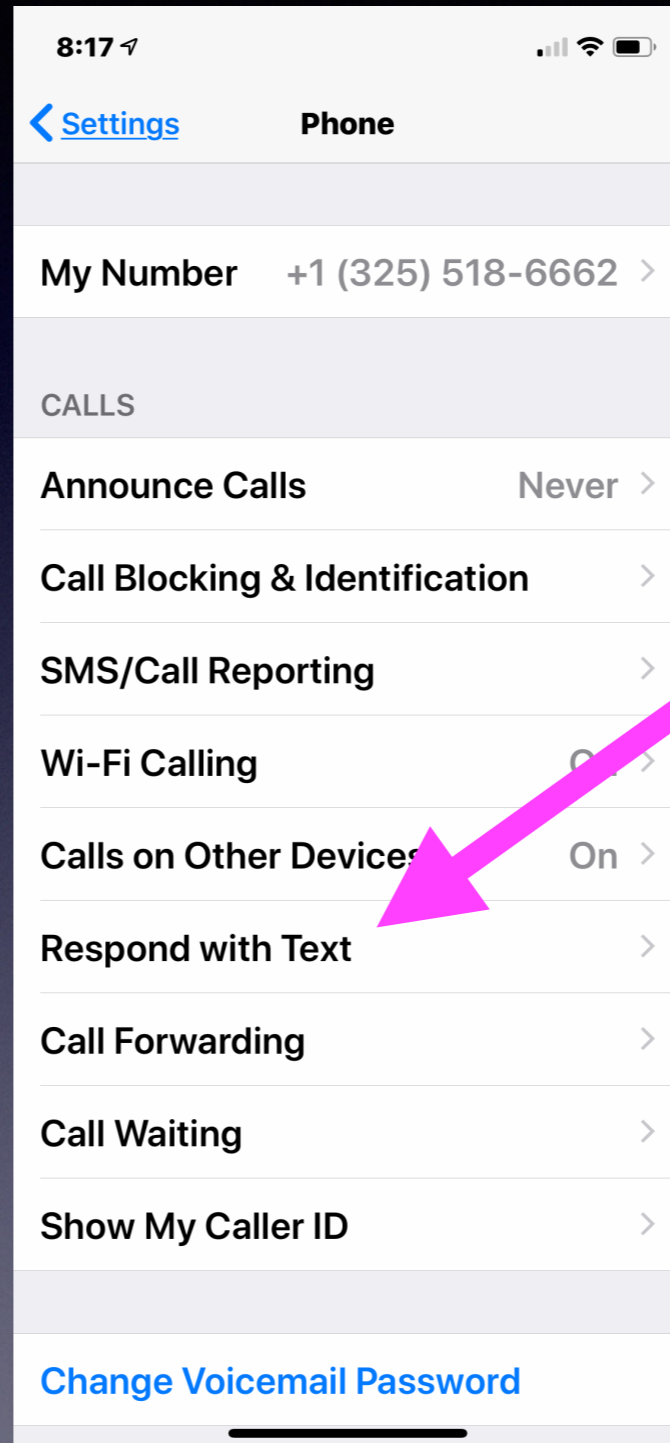 8:17
Settings
Phone
My Number +1 (325) 518-6662
CALLS
Announce Calls Never
Call Blocking & Identification
SMS/Call Reporting
Wi-Fi Calling
Calls on Other Devices On
Respond with Text
Call Forwarding
Call Waiting
Show My Caller ID
Change Voicemail Password